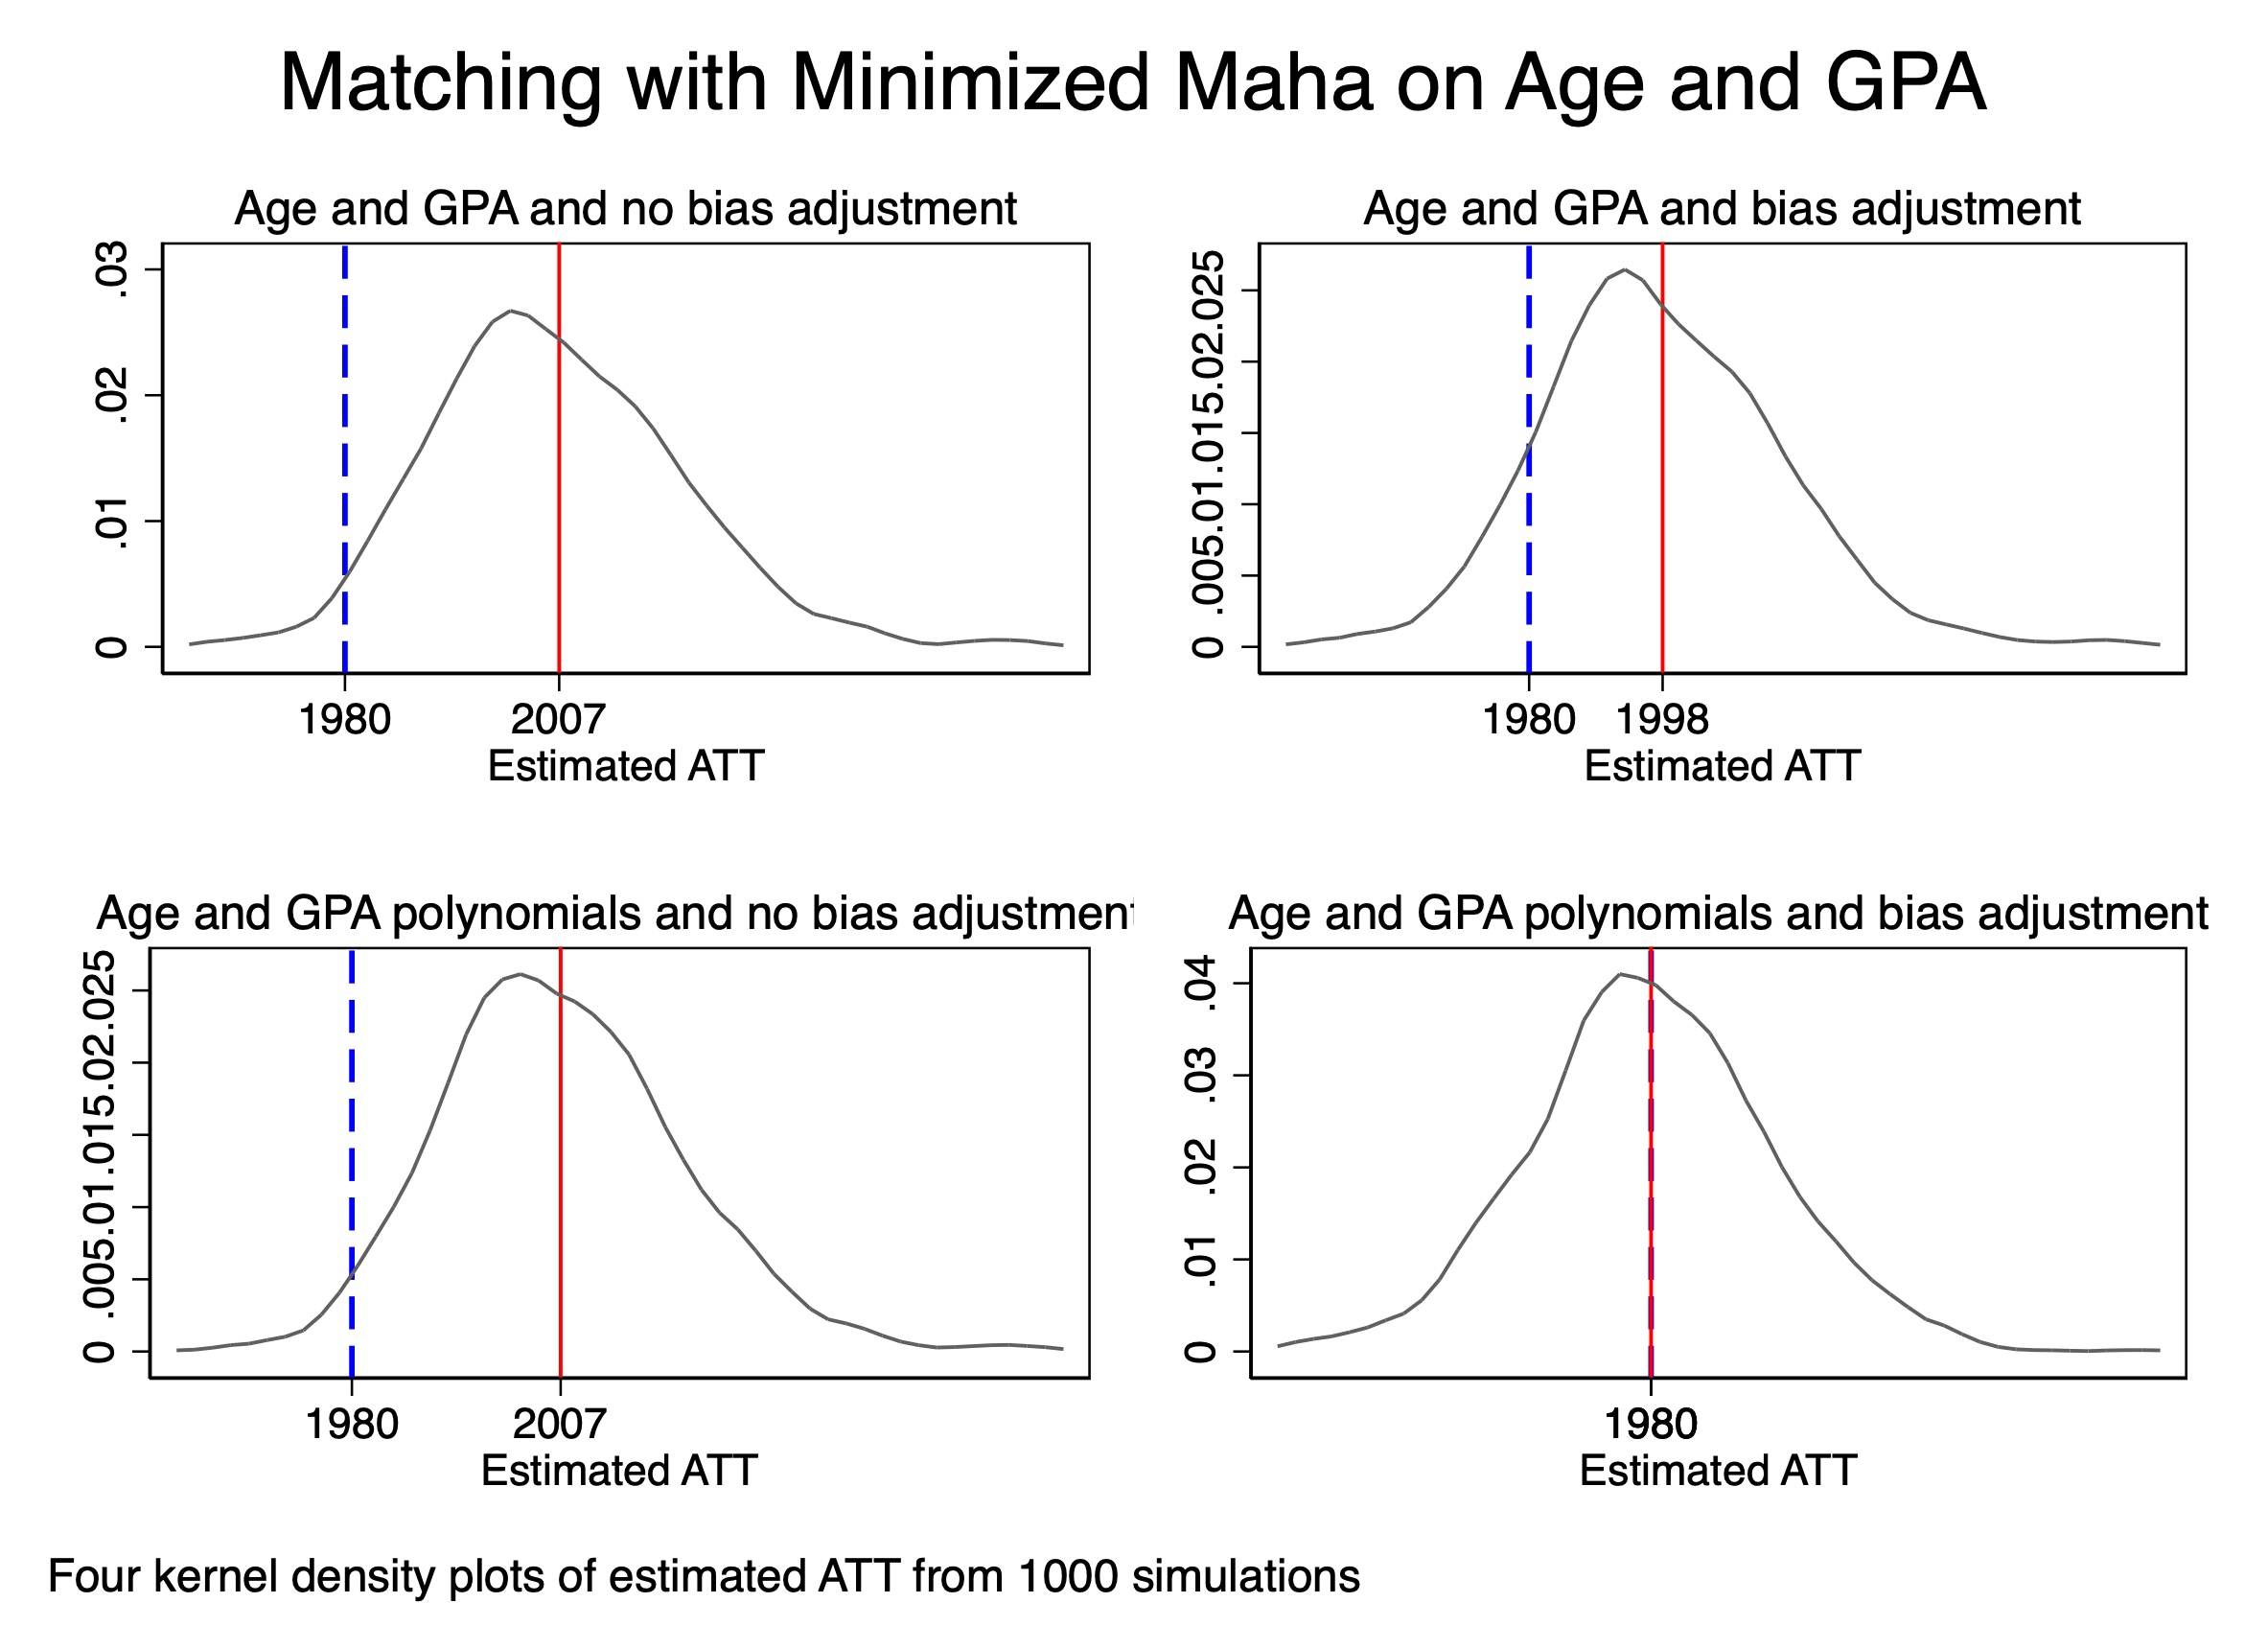 Matching with Minimized Maha on Age and GPA
Age and GPA and no bias adjustment
.03
.02
.01
0
1980 2007
Estimated ATT
Age and GPA and bias adjustment
.025
.02
.015
.01
.005
0
1980 1998
Estimated ATT
Age and GPA polynomials and no bias adjustment
.025
.02
.015
.01
.005
0
1980 2007
Estimated ATT
Age and GPA polynomials and bias adjustment
.04
.03
.02
.01
0
1980
Estimated ATT
Four kernel density plots of estimated ATT from 1000 simulations